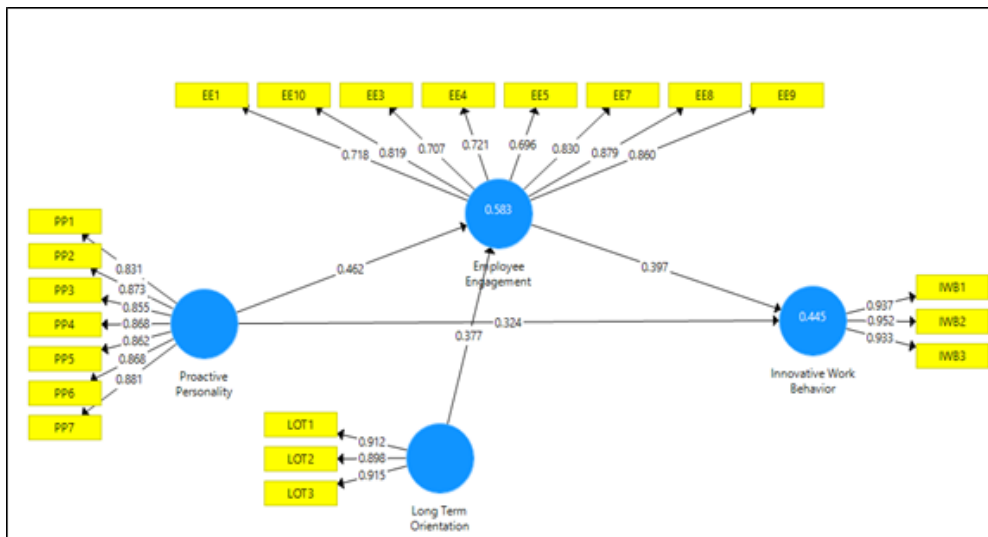 EE1 EE10 EE3 EE4 EE5 EE7 EE8 EE9
0.718 0.819 0.707 0.721 0.696 0.830 0.879 0.860
0.583
Employee
Engagement
PP1
PP2
PP3
PP4
PP5
PP6
PP7
0.831
0.873
0.855
0.868
0.862
0.868
0.881
Proactive
Personality
0.462
0.397
0.324
0.377
0.445
Innovative Work
Behavior
0.937
0.952
0.933
IWB1
IWB2
IWB3
LOT1
LOT2
LOT3
0.912
0.898
0.915
Long Term
Orientation